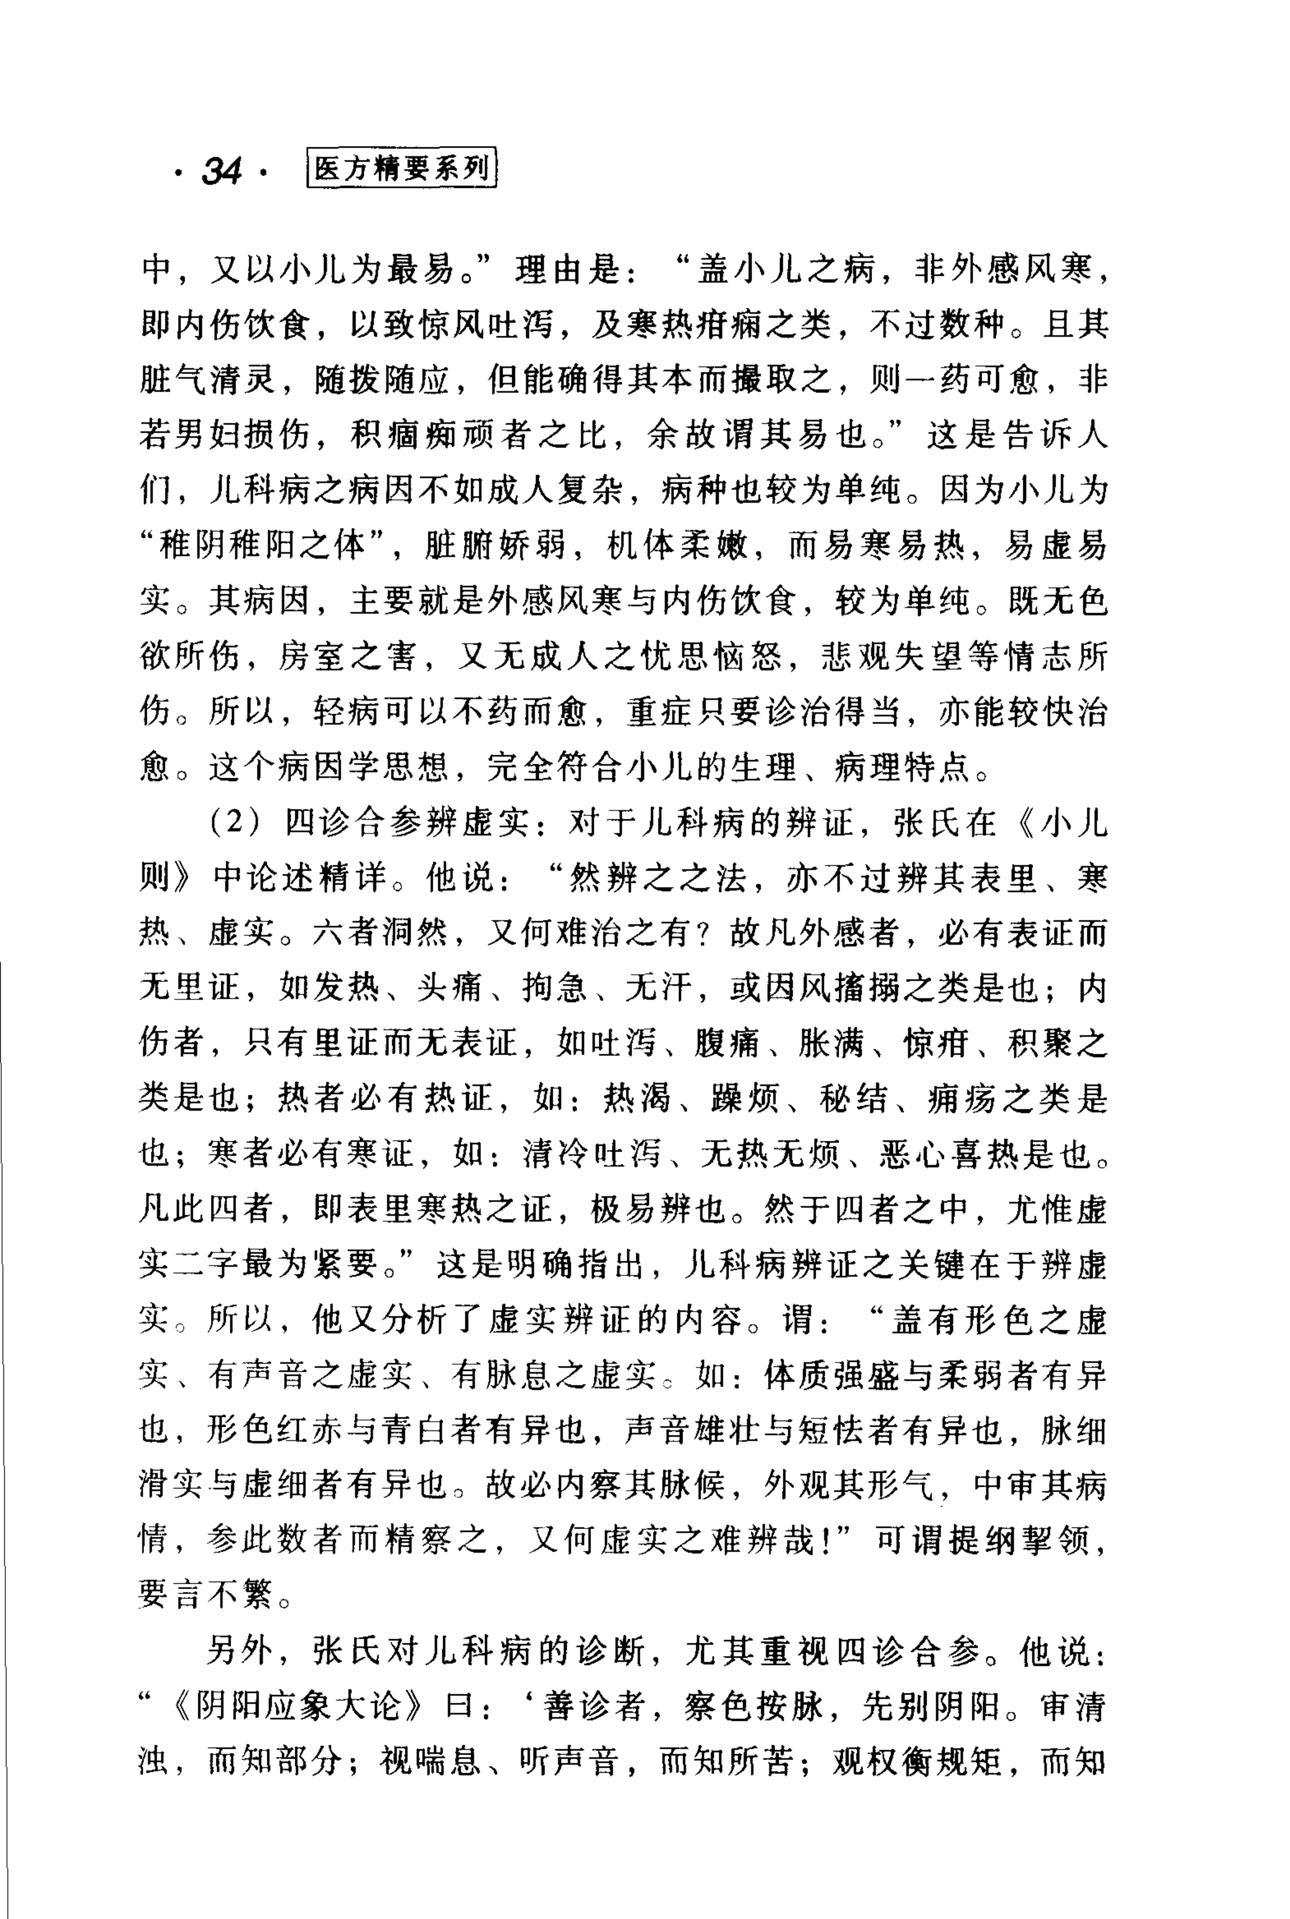 · 34 · 医方精要系列
中，又以小儿为最易。”理由是：“盖小儿之病，非外感风寒，
即内伤饮食，以致惊风吐泻，及寒热疳痫之类，不过数种。且其
脏气清灵，随拨随应，但能确得其本而撮取之，则一药可愈，非
若男妇损伤，积痼痴顽者之比，余故谓其易也。”这是告诉人
们，儿科病之病因不如成人复杂，病种也较为单纯。因为小儿为
“稚阴稚阳之体”，脏腑娇弱，机体柔嫩，而易寒易热，易虚易
实。其病因，主要就是外感风寒与内伤饮食，较为单纯。既无色
欲所伤，房室之害，又无成人之忧思恼怒，悲观失望等情志所
伤。所以，轻病可以不药而愈，重症只要诊治得当，亦能较快治
愈。这个病因学思想，完全符合小儿的生理、病理特点。
（2）四诊合参辨虚实：对于儿科病的辨证，张氏在《小儿
则》中论述精详。他说：“然辨之之法，亦不过辨其表里、寒
热、虚实。六者洞然，又何难治之有？故凡外感者，必有表证而
无里证，如发热、头痛、拘急、无汗，或因风搐搦之类是也；内
伤者，只有里证而无表证，如吐泻、腹痛、胀满、惊疳、积聚之
类是也；热者必有热证，如：热渴、躁烦、秘结、痈疡之类是
也；寒者必有寒证，如：清冷吐泻、无热无烦、恶心喜热是也。
凡此四者，即表里寒热之证，极易辨也。然于四者之中，尤惟虚
实二字最为紧要。”这是明确指出，儿科病辨证之关键在于辨虚
实。所以，他又分析了虚实辨证的内容。谓：“盖有形色之虚
实、有声音之虚实、有脉息之虚实。如：体质强盛与柔弱者有异
也，形色红赤与青白者有异也，声音雄壮与短怯者有异也，脉细
滑实与虚细者有异也。故必内察其脉候，外观其形气，中审其病
情，参此数者而精察之，又何虚实之难辨哉！”可谓提纲挈领，
要言不繁。
另外，张氏对儿科病的诊断，尤其重视四诊合参。他说：
“《阴阳应象大论》曰：‘善诊者，察色按脉，先别阴阳。审清
浊，而知部分；视喘息、听声音，而知所苦；观权衡规矩，而知